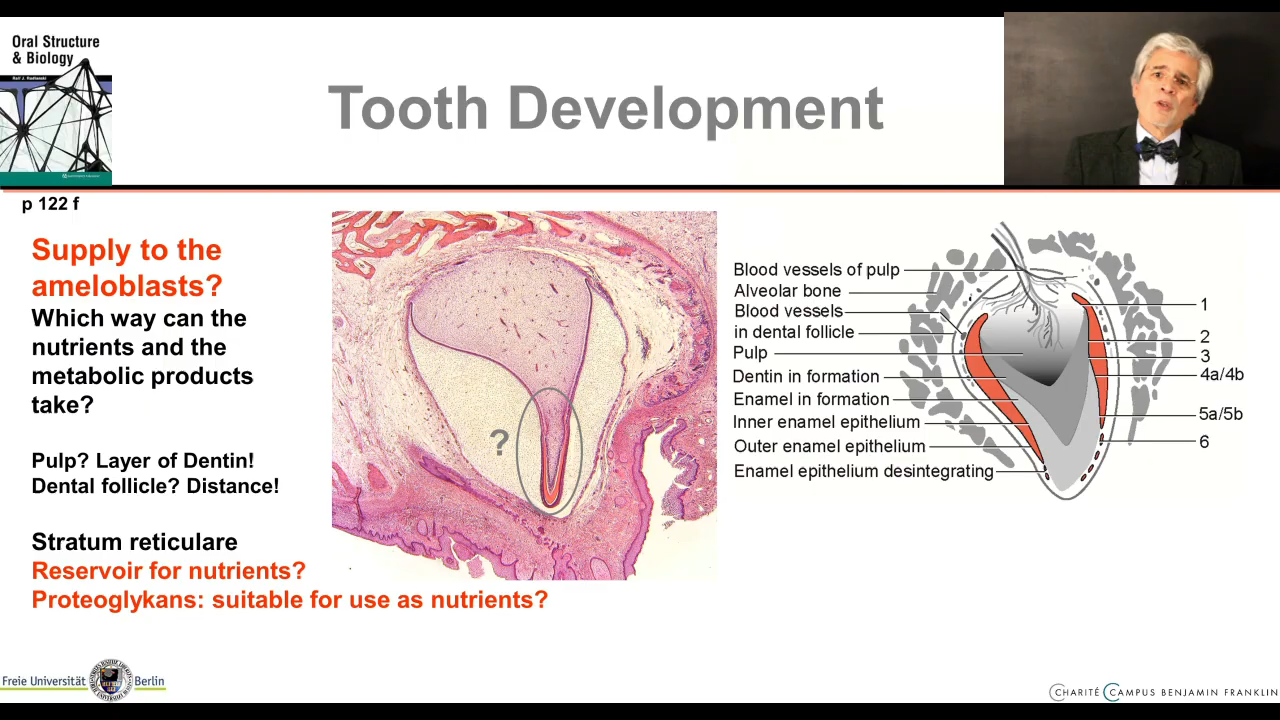 Oral Structure
& Biology
Ralf J. Radlanski
Tooth Development
p 122 f
Supply to the
ameloblasts?
Which way can the
nutrients and the
metabolic products
take?
Pulp? Layer of Dentin!
Dental follicle? Distance!
Stratum reticulare
Reservoir for nutrients?
Proteoglykans: suitable for use as nutrients?
?
Blood vessels of pulp
Alveolar bone
Blood vessels
in dental follicle
Pulp
Dentin in formation
Enamel in formation
Inner enamel epithelium
Outer enamel epithelium
Enamel epithelium desintegrating
1
2
3
4a/4b
5a/5b
6
Freie Universität Berlin
CHARITÉ CAMPUS BENJAMIN FRANKLIN